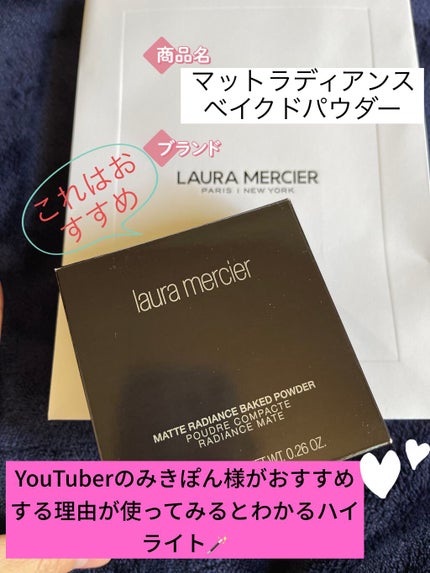 商品名
マットラディアンス
ベイクドパウダー
ブランド
LAURA MERCIER
PARIS | NEW YORK
これはお
すすめ
laura mercier
MATTE RADIANCE BAKED POWDER
POUDRE COMPACTE
RADIANCE MATE
WT. 0.26 OZ.
YouTuberのみきぽん様がおすすめ
する理由が使ってみるとわかるハイ
ライト🪄